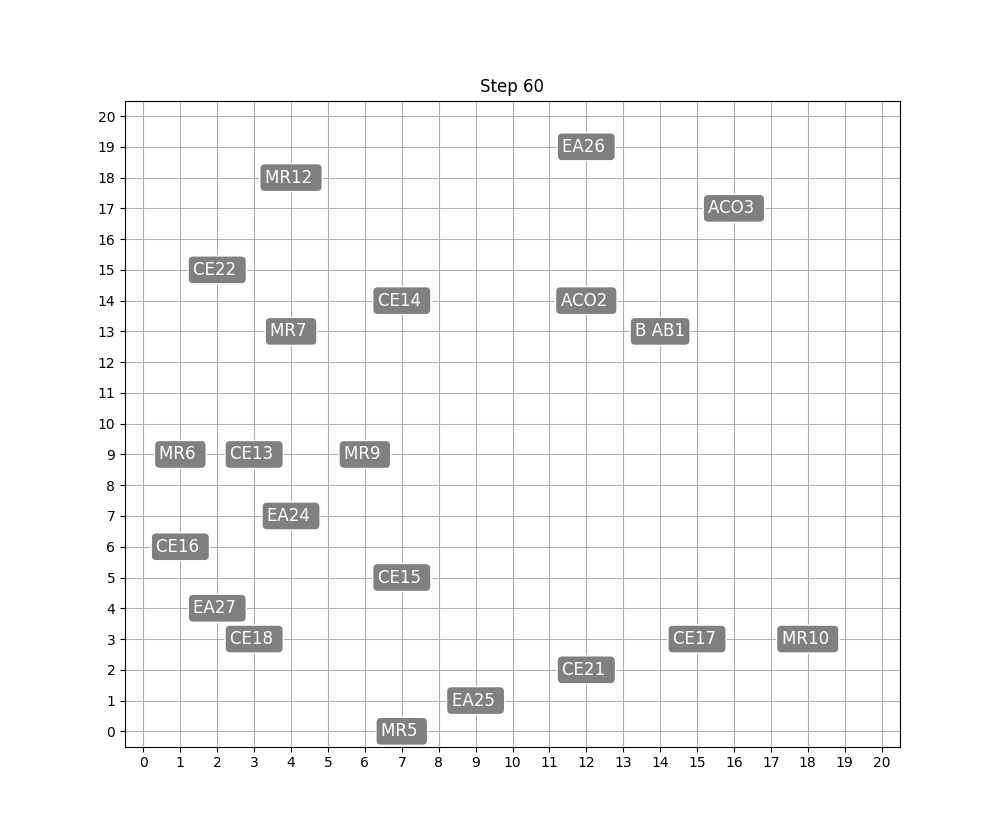 Step 60
20
19
18
17
16
15
14
13
12
11
10
9
8
7
6
5
4
3
2
1
0
EA26
MR12
ACO3
CE22
CE14
ACO2
MR7
B AB1
MR6
CE13
MR9
EA24
CE16
CE15
EA27
CE18
CE17
MR10
CE21
EA25
MR5
0 1 2 3 4 5 6 7 8 9 10 11 12 13 14 15 16 17 18 19 20